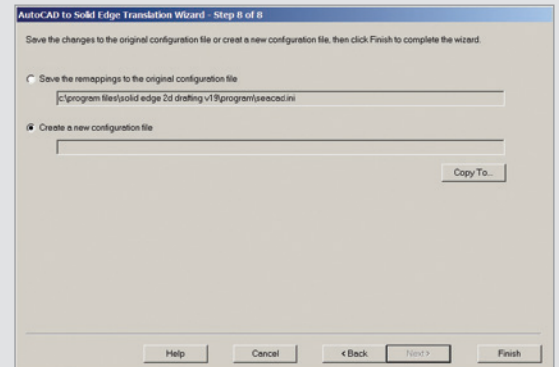 AutoCAD to Solid Edge Translation Wizard - Step 8 of 8
Save the changes to the original configuration file or creat a new configuration file, then click Finish to complete the wizard.
Save the remappings to the original configuration file
c:\program files\solid edge 2d drafting v19\program\seacad.ini
Create a new configuration file
Copy To...
Help
Cancel
< Back
Next >
Finish